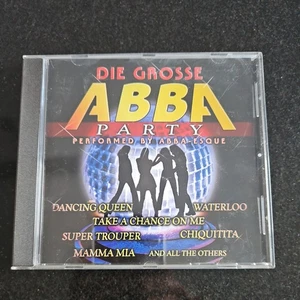 DIE GROSSE
ABBA
PARTY
PERFORMED BY ABBA-ESQUE
DANCING QUEEN WATERLOO
TAKE A CHANCE ON ME
SUPER TROUPER CHIQUITITA
MAMMA MIA AND ALL THE OTHERS